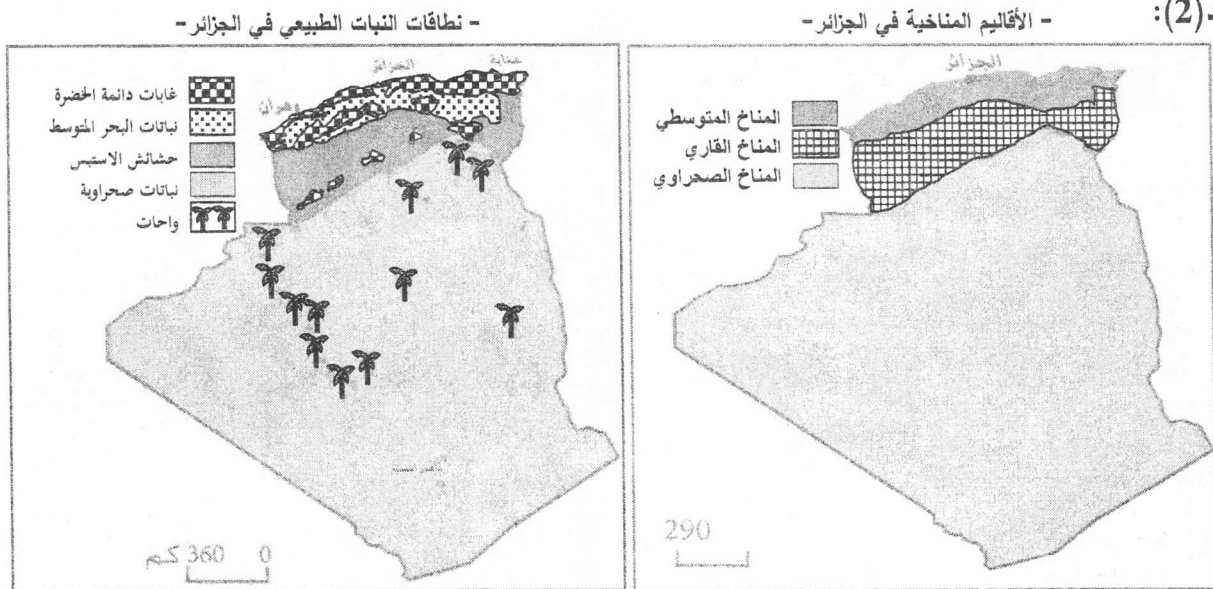 .(2):
- الأقاليم المناخية في الجزائر-
الجزائر
المناخ المتوسطي
المناخ القاري
المناخ الصحراوي
290
- نطاقات النبات الطبيعي في الجزائر-
عنابة
الجزائر
وهران
غابات دائمة الخضرة
نباتات البحر المتوسط
حشائش الاستبس
نباتات صحراوية
واحات
0 360 كم